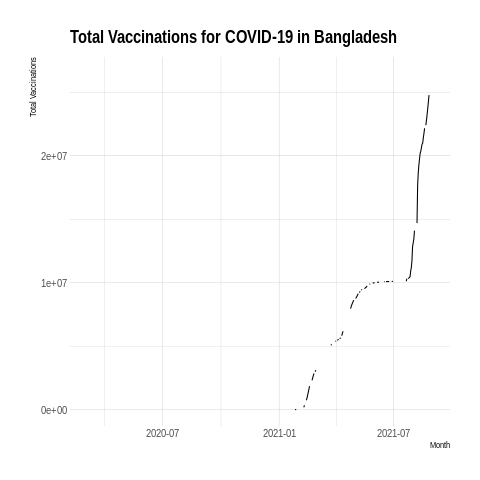 Total Vaccinations for COVID-19 in Bangladesh
Total Vaccinations
2e+07
1e+07
0e+00
2020-07 2021-01 2021-07
Month